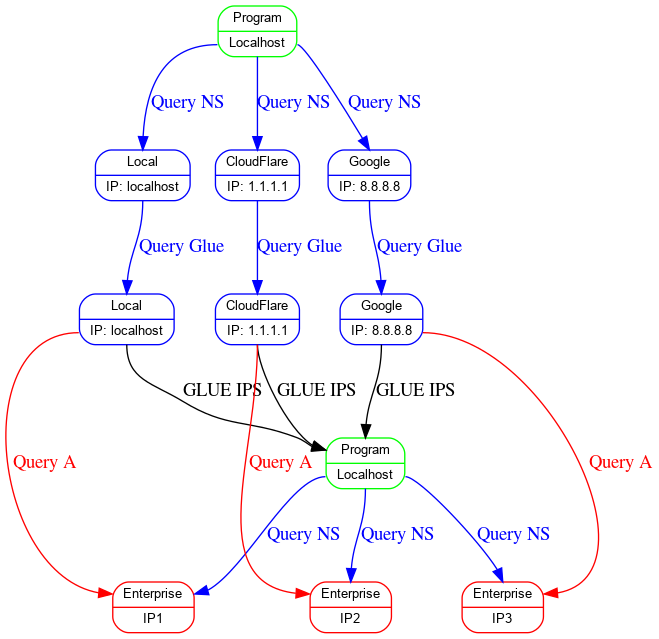 Program
Localhost
Query NS
Query NS
Query NS
Local
IP: localhost
CloudFlare
IP: 1.1.1.1
Google
IP: 8.8.8.8
Query Glue
Query Glue
Query Glue
Local
IP: localhost
CloudFlare
IP: 1.1.1.1
Google
IP: 8.8.8.8
GLUE IPS
GLUE IPS
GLUE IPS
Query A
Query A
Program
Localhost
Query A
Query NS
Query NS
Query NS
Enterprise
IP1
Enterprise
IP2
Enterprise
IP3